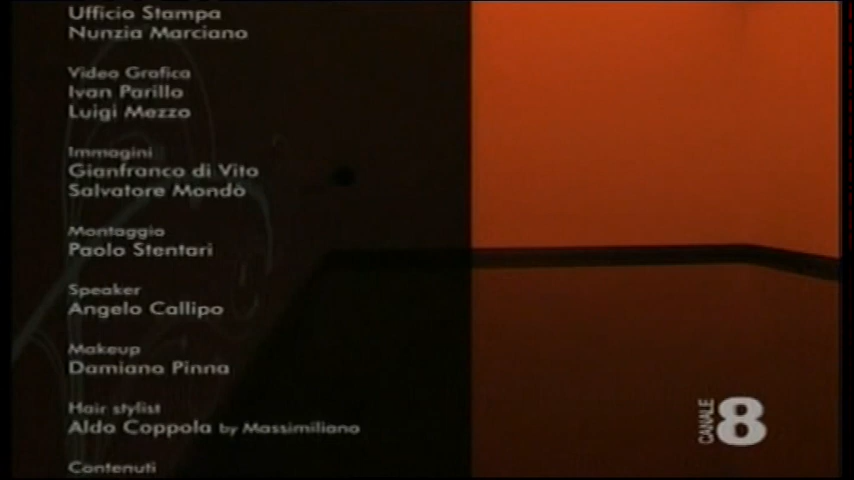 Ufficio Stampa
Nunzia Marciano
Video Grafica
Ivan Parillo
Luigi Mezzo
Immagini
Gianfranco di Vito
Salvatore Mondò
Montaggio
Paolo Stentari
Speaker
Angelo Callipo
Makeup
Damiano Pinna
Hair stylist
Aldo Coppola by Massimiliano
Contenuti
CANALE 8